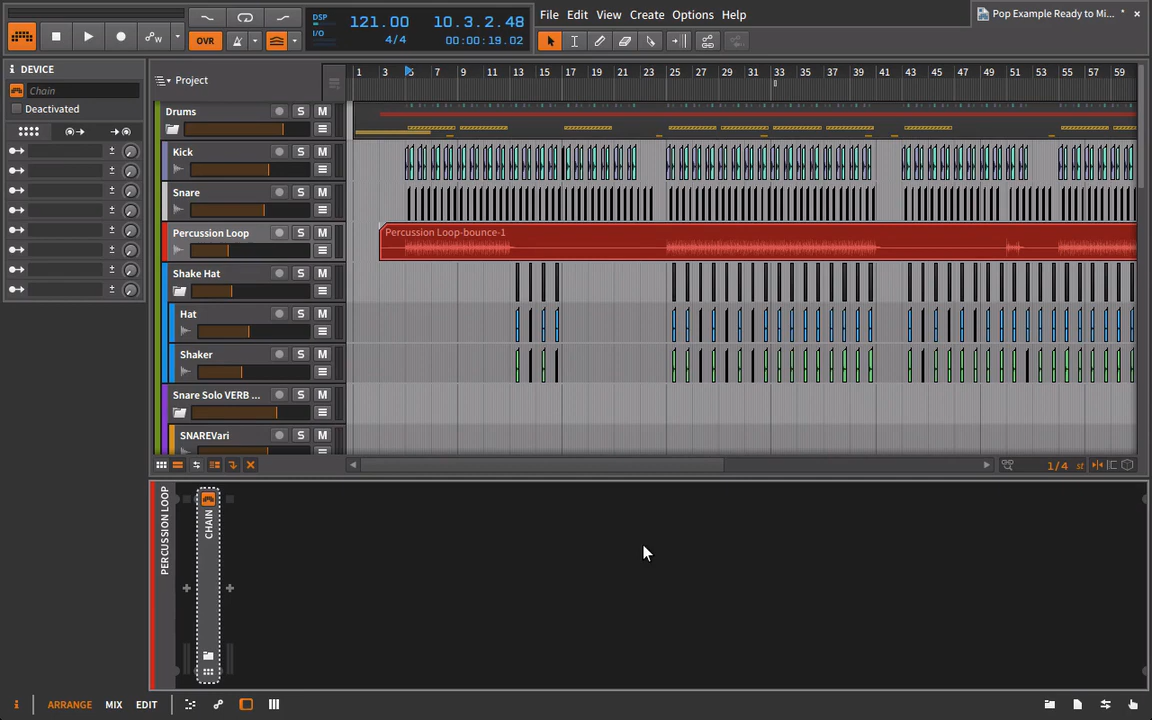 DSP
I/O
OVR
121.00
4/4
10.3.2.48
00:00:19.02
File Edit View Create Options Help
Pop Example Ready to Mi... *
DEVICE
Chain
Deactivated
Project
1 3 5 7 9 11 13 15 17 21 23 25 27 29 31 33 35 37 39 41 43 45 47 49 51 53 55 57 59
Drums
S M
Kick
S M
Snare
S M
Percussion Loop
S M
Percussion Loop-bounce-1
Shake Hat
S M
Hat
S M
Shaker
S M
Snare Solo VERB ...
S M
SNAREVari
S M
1/4 st
PERCUSSION LOOP
CHAIN
ARRANGE MIX EDIT